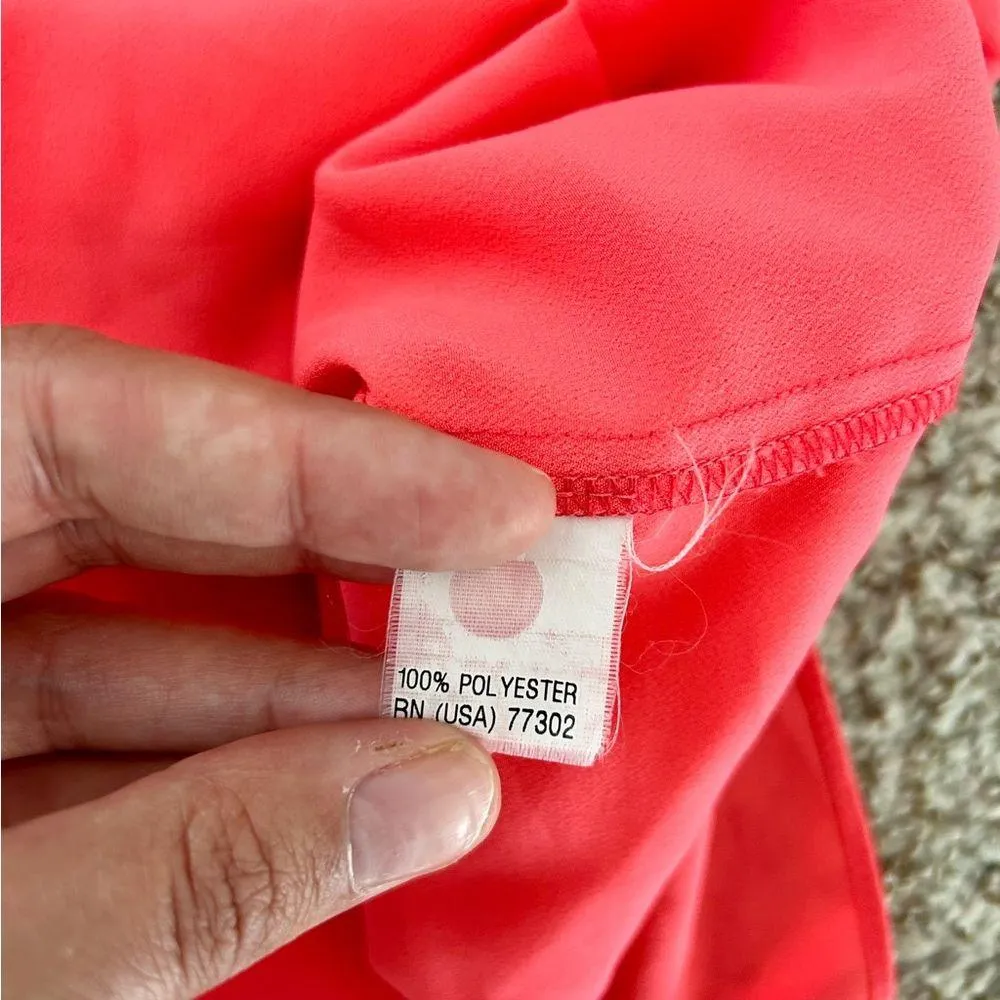 100% POLYESTER
RN (USA) 77302